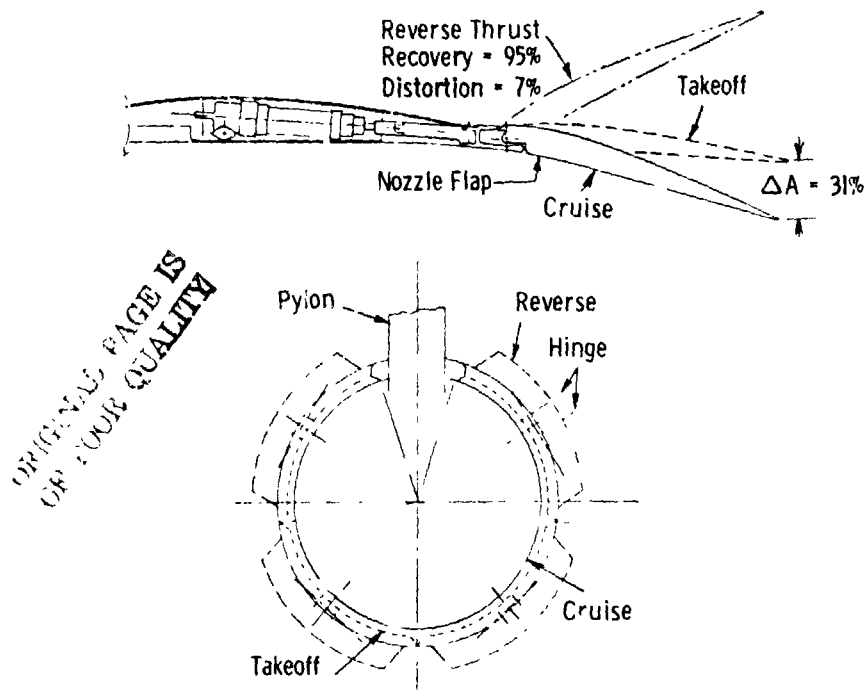 Reverse Thrust
Recovery = 95%
Distortion = 7%
Takeoff
Nozzle Flap
Cruise
ΔA = 31%
ORIGINAL PAGE IS
OF POOR QUALITY
Pylon
Reverse
Hinge
Cruise
Takeoff